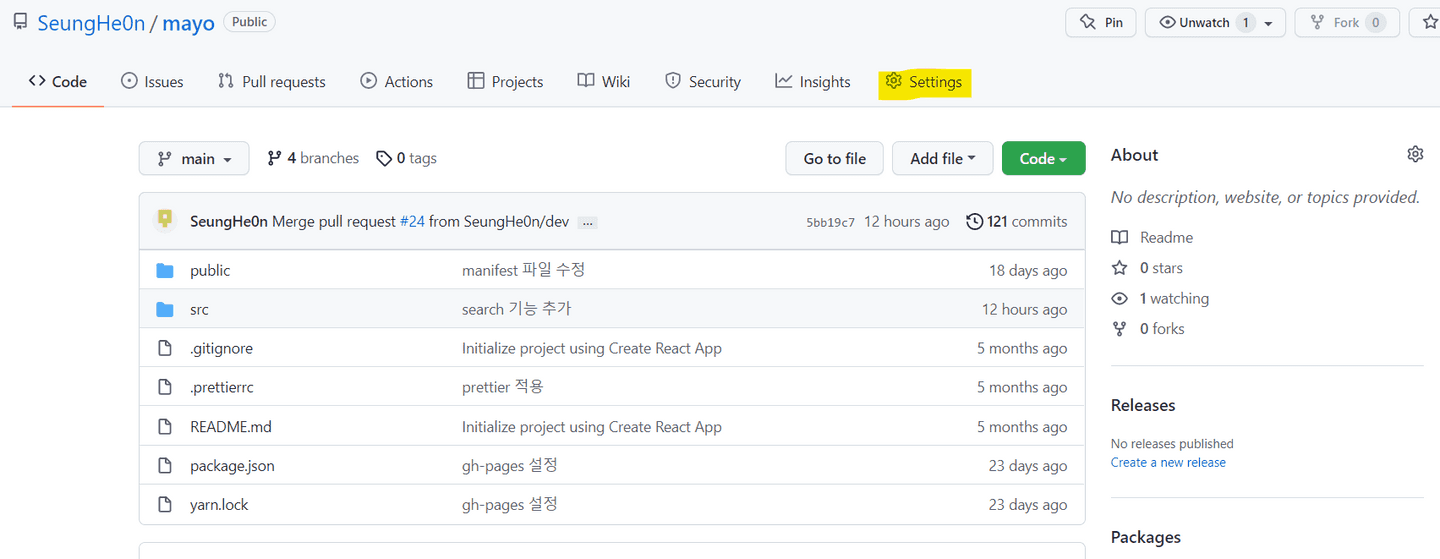 SeungHe0n / mayo Public Pin Unwatch 1 Fork 0
Code Issues Pull requests Actions Projects Wiki Security Insights Settings
main 4 branches 0 tags Go to file Add file Code
SeungHe0n Merge pull request #24 from SeungHe0n/dev ... 5bb19c7 12 hours ago 121 commits
public manifest 파일 수정 18 days ago
src search 기능 추가 12 hours ago
.gitignore Initialize project using Create React App 5 months ago
.prettierrc prettier 적용 5 months ago
README.md Initialize project using Create React App 5 months ago
package.json gh-pages 설정 23 days ago
yarn.lock gh-pages 설정 23 days ago
About
No description, website, or topics provided.
Readme
0 stars
1 watching
0 forks
Releases
No releases published
Create a new release
Packages